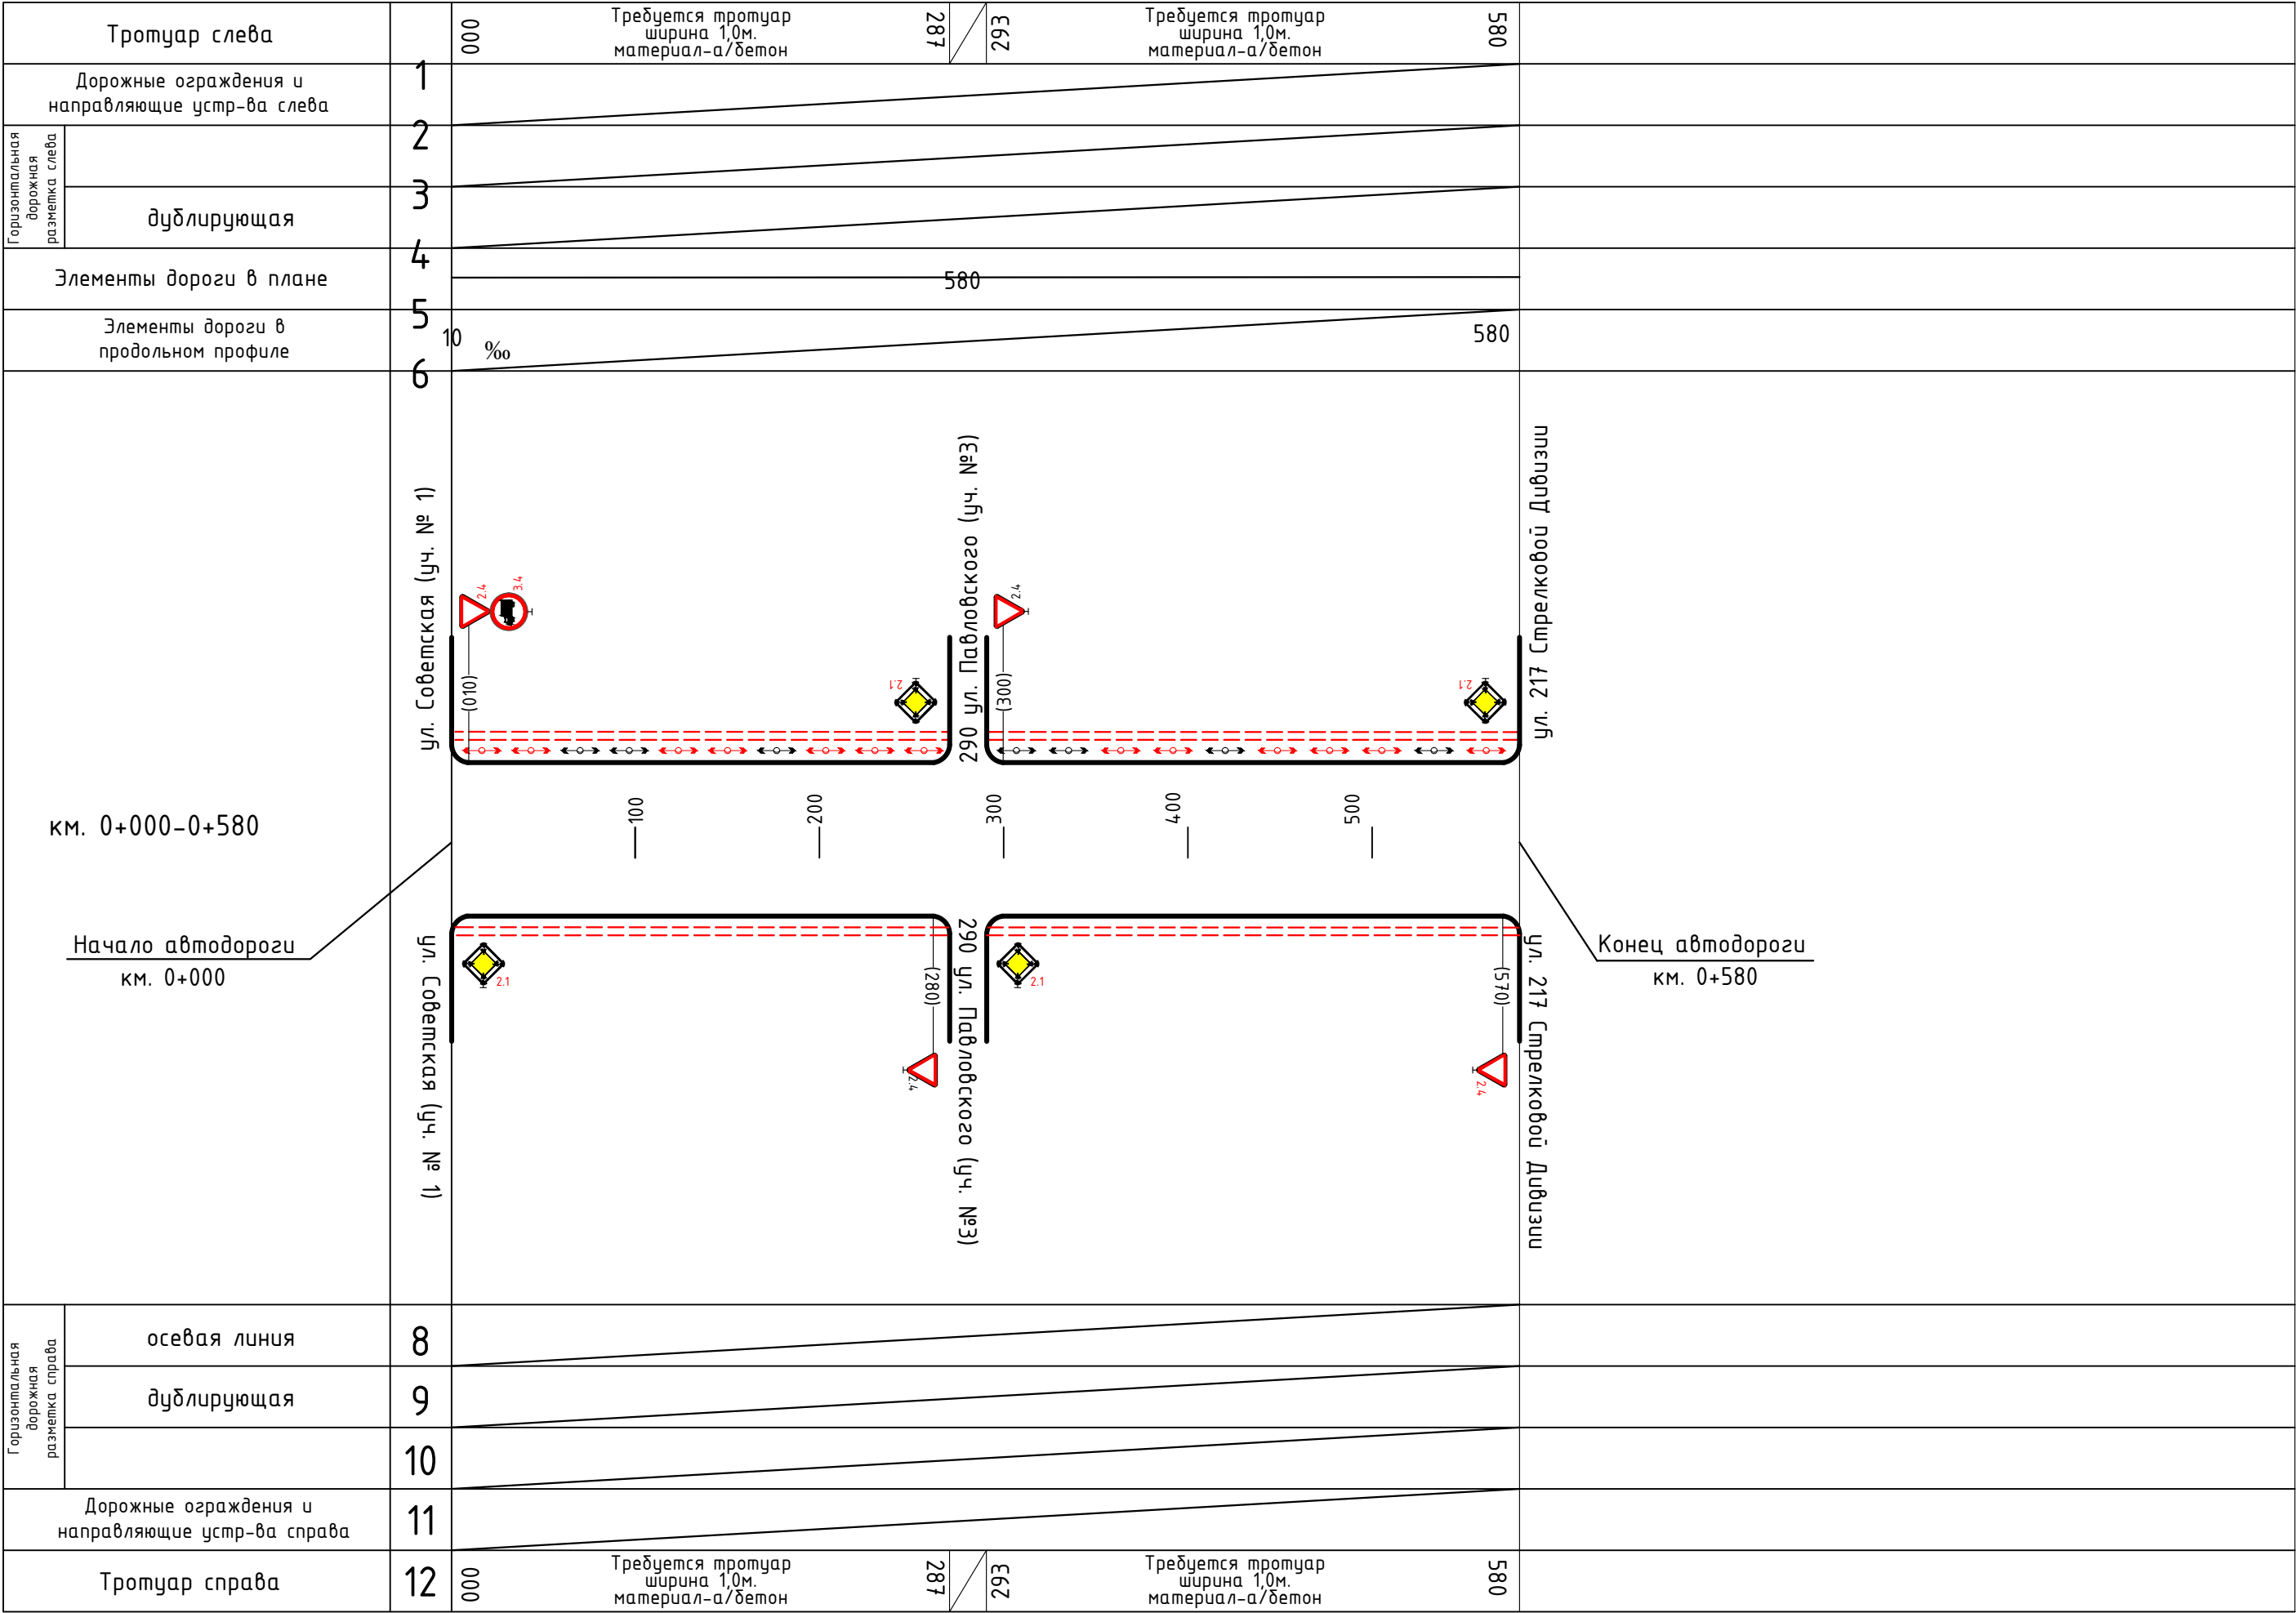 Тротуар слева
000
Требуется тротуар
ширина 1,0м.
материал-а/бетон
287
293
Требуется тротуар
ширина 1,0м.
материал-а/бетон
580
1
Дорожные ограждения и
направляющие устр-ва слева
2
Горизонтальная
дорожная
разметка слева
3
дублирующая
4
Элементы дороги в плане
580
5
Элементы дороги в
продольном профиле
10
‰
580
6
ул. Советская (уч. № 1)
2.4
3.4
(010)
2.1
290 ул. Павловского (уч. №3)
2.4
(300)
2.1
ул. 217 Стрелковой Дивизии
км. 0+000-0+580
100
200
300
400
500
Начало автодороги
км. 0+000
ул. Советская (уч. № 1)
2.1
(280)
2.4
290 ул. Павловского (уч. №3)
2.1
(570)
2.4
ул. 217 Стрелковой Дивизии
Конец автодороги
км. 0+580
Горизонтальная
дорожная
разметка справа
осевая линия
8
дублирующая
9
10
Дорожные ограждения и
направляющие устр-ва справа
11
Тротуар справа
12
000
Требуется тротуар
ширина 1,0м.
материал-а/бетон
287
293
Требуется тротуар
ширина 1,0м.
материал-а/бетон
580